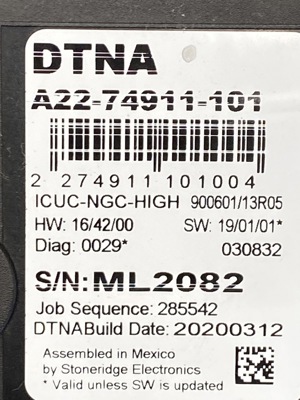 DTNA
A22-74911-101
2 274911 101004
ICUC-NGC-HIGH 900601/13R05
HW: 16/42/00 SW: 19/01/01*
Diag: 0029* 030832
S/N:ML2082
Job Sequence: 285542
DTNABuild Date: 20200312
Assembled in Mexico
by Stoneridge Electronics
* Valid unless SW is updated